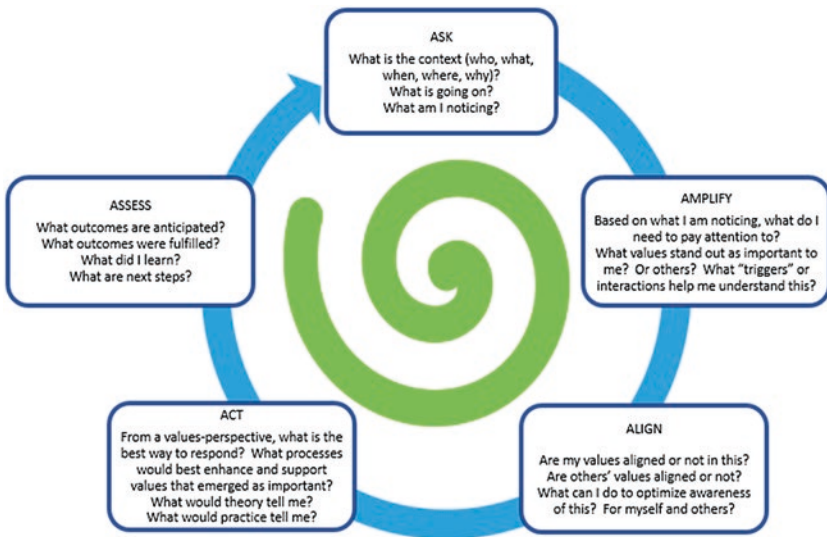 ASK
What is the context (who, what,
when, where, why)?
What is going on?
What am I noticing?
AMPLIFY
Based on what I am noticing, what do I
need to pay attention to?
What values stand out as important to
me? Or others? What “triggers” or
interactions help me understand this?
ALIGN
Are my values aligned or not in this?
Are others’ values aligned or not?
What can I do to optimize awareness
of this? For myself and others?
ACT
From a values-perspective, what is the
best way to respond? What processes
would best enhance and support
values that emerged as important?
What would theory tell me?
What would practice tell me?
ASSESS
What outcomes are anticipated?
What outcomes were fulfilled?
What did I learn?
What are next steps?